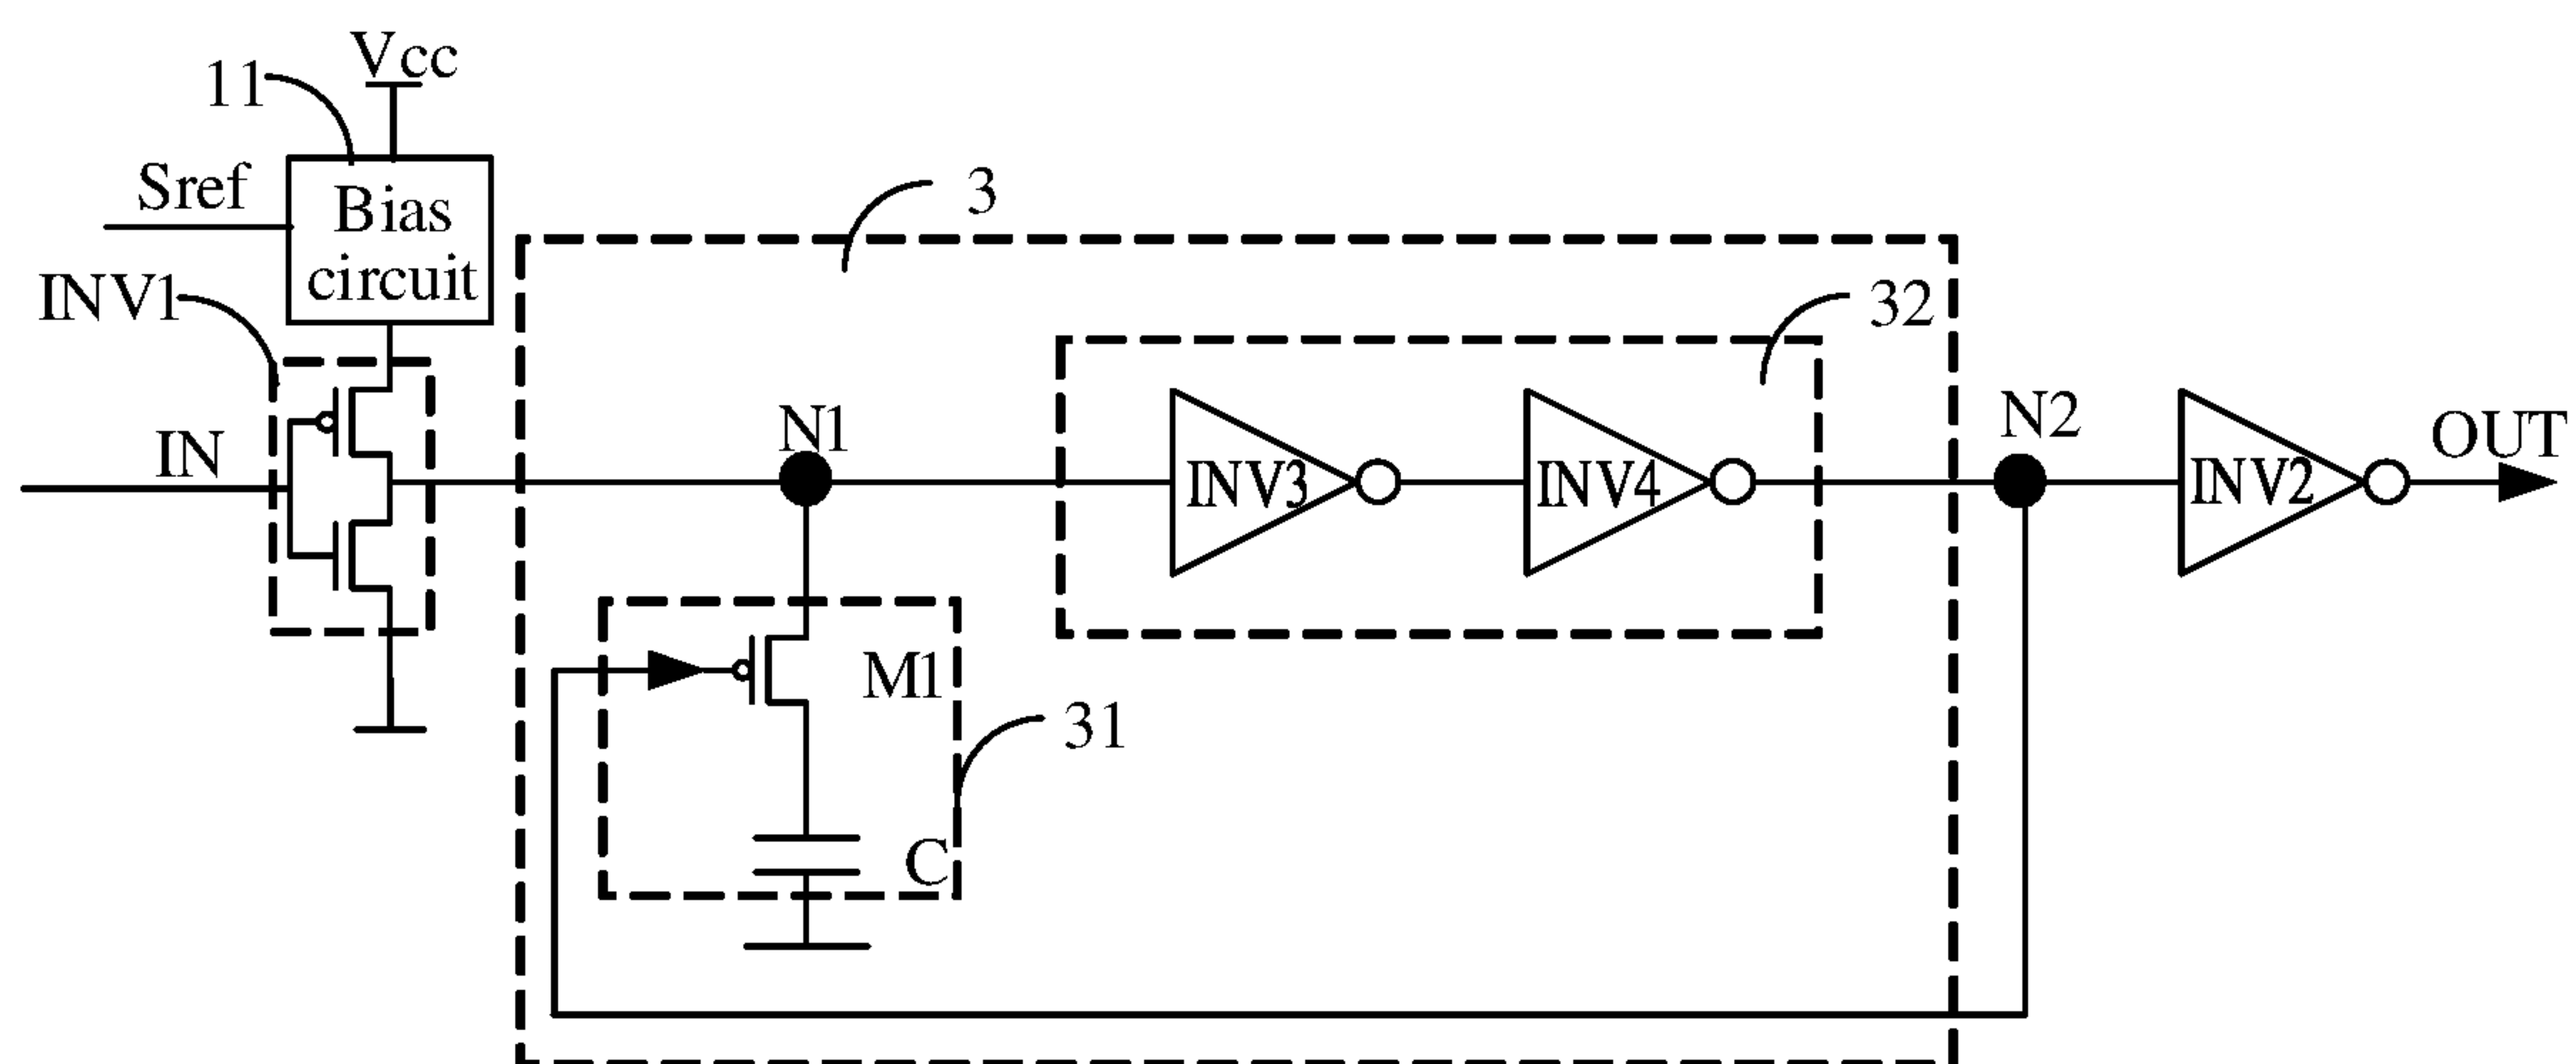 Vcc
11
Sref
Bias
circuit
3
INV1
32
IN
N1
INV3
INV4
N2
INV2
OUT
M1
31
C